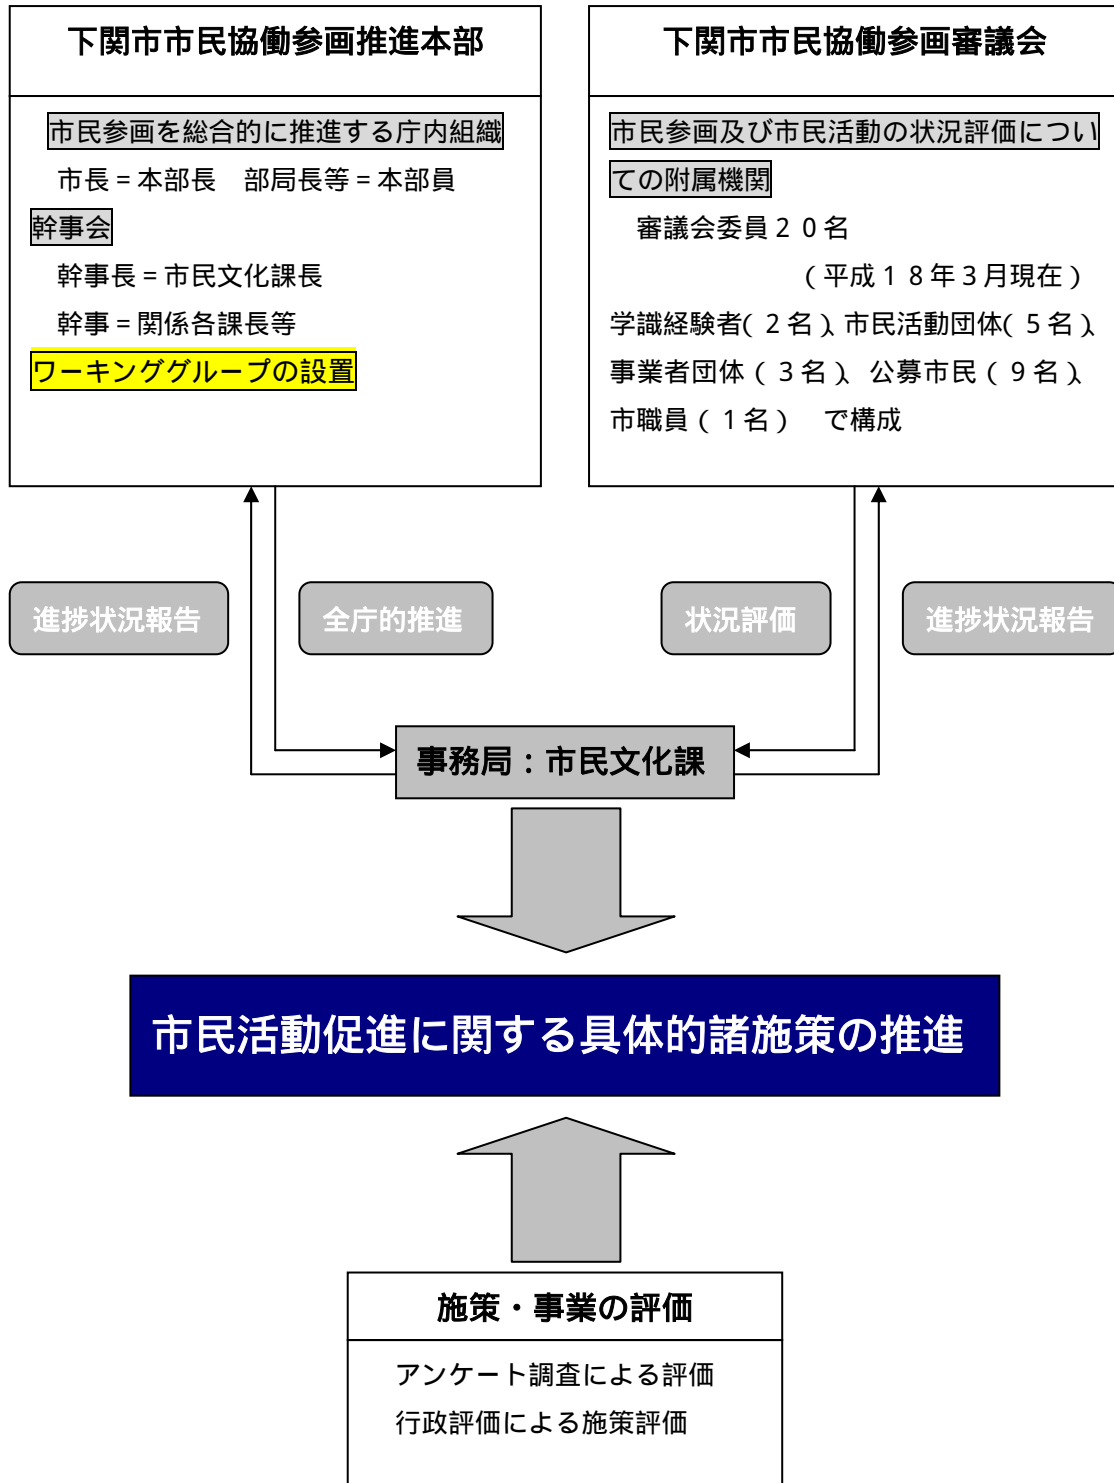 下関市市民協働参画推進本部
市民参画を総合的に推進する庁内組織
市長＝本部長　部局長等＝本部員
幹事会
幹事長＝市民文化課長
幹事＝関係各課長等
ワーキンググループの設置
下関市市民協働参画審議会
市民参画及び市民活動の状況評価につい
ての附属機関
審議会委員２０名
（平成１８年３月現在）
学識経験者（２名）、市民活動団体（５名）、
事業者団体（３名）、公募市民（９名）、
市職員（１名）　で構成
進捗状況報告
全庁的推進
状況評価
進捗状況報告
事務局：市民文化課
市民活動促進に関する具体的諸施策の推進
施策・事業の評価
アンケート調査による評価
行政評価による施策評価